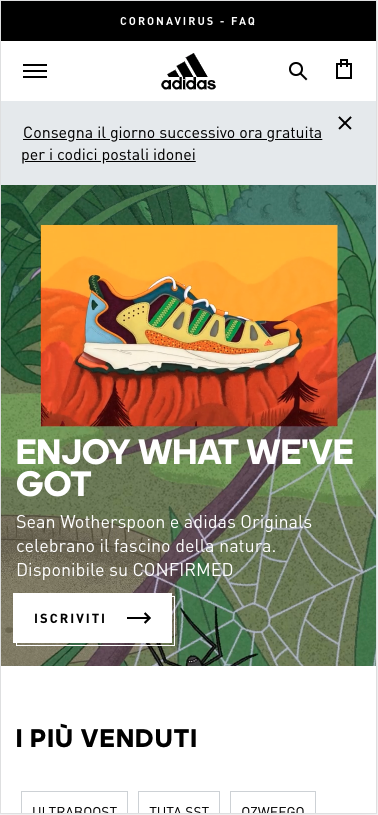 CORONAVIRUS - FAQ
adidas
Consegna il giorno successivo ora gratuita
per i codici postali idonei
ENJOY WHAT WE'VE
GOT
Sean Wotherspoon e adidas Originals
celebrano il fascino della natura.
Disponibile su CONFIRMED
ISCRIVITI
I PIÙ VENDUTI
ULTRABOOST TUTA SST OZWEEGO